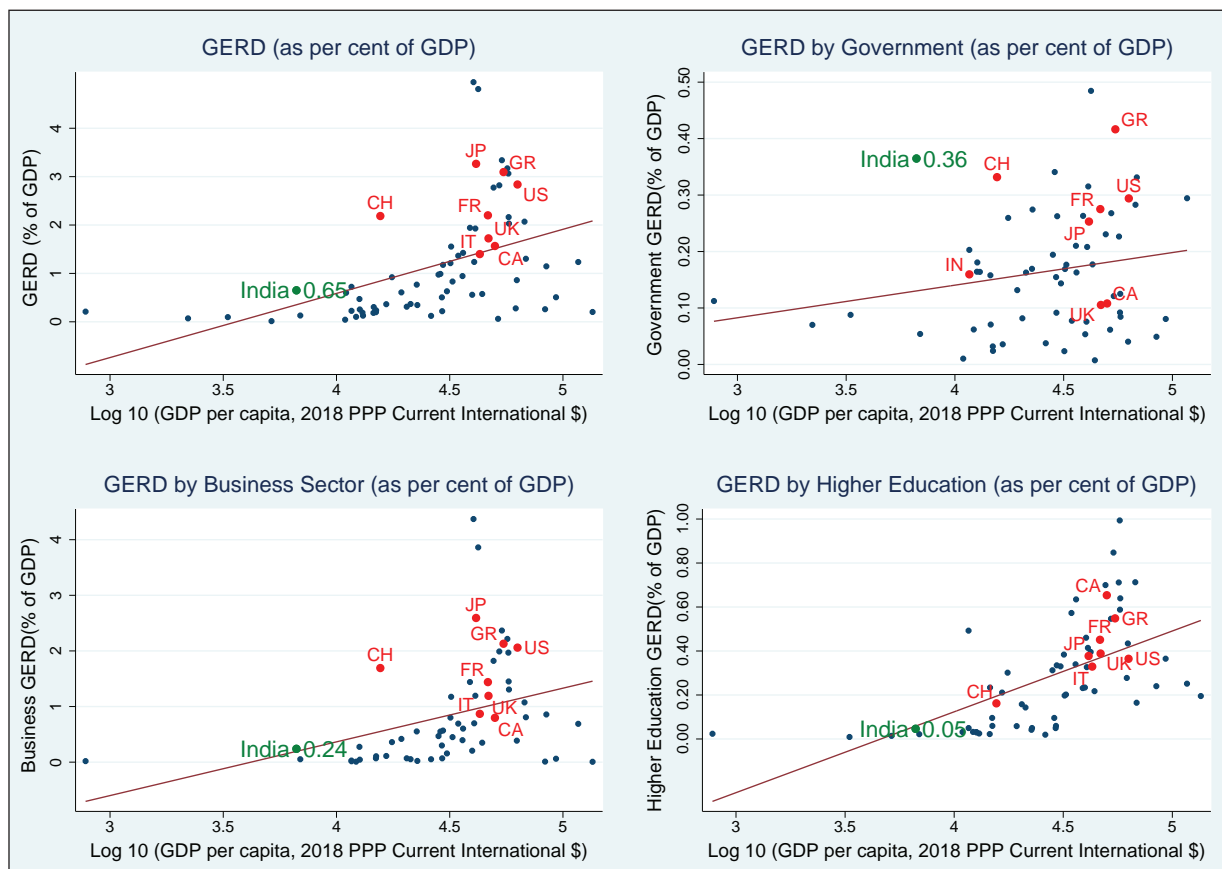 GERD (as per cent of GDP)
GERD (% of GDP)
4
3
2
1
0
JP
GR
US
CH
FR
UK
IT
CA
India 0.65
3
3.5
4
4.5
5
Log 10 (GDP per capita, 2018 PPP Current International $)
GERD by Government (as per cent of GDP)
Government GERD(% of GDP)
0.50
0.40
0.30
0.20
0.10
0.00
GR
India 0.36
CH
US
FR
JP
IN
CA
UK
3
3.5
4
4.5
5
Log 10 (GDP per capita, 2018 PPP Current International $)
GERD by Business Sector (as per cent of GDP)
Business GERD(% of GDP)
4
3
2
1
0
JP
GR
US
CH
FR
IT
UK
CA
India 0.24
3
3.5
4
4.5
5
Log 10 (GDP per capita, 2018 PPP Current International $)
GERD by Higher Education (as per cent of GDP)
Higher Education GERD(% of GDP)
1.00
0.80
0.60
0.40
0.20
0.00
CA
GR
FR
JP
UK
US
IT
CH
India 0.05
3
3.5
4
4.5
5
Log 10 (GDP per capita, 2018 PPP Current International $)